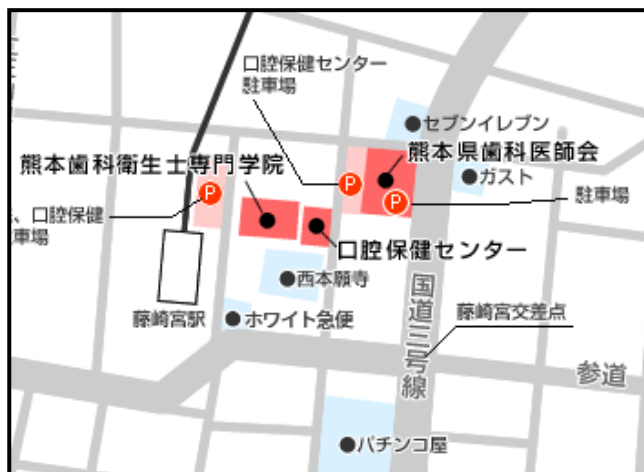 口腔保健センター
駐車場
セブンイレブン
熊本県歯科医師会
熊本歯科衛生士専門学院
P
P
P
ガスト
駐車場
、口腔保健
車場
口腔保健センター
西本願寺
国道三号線
藤崎宮駅
ホワイト急便
藤崎宮交差点
参道
パチンコ屋